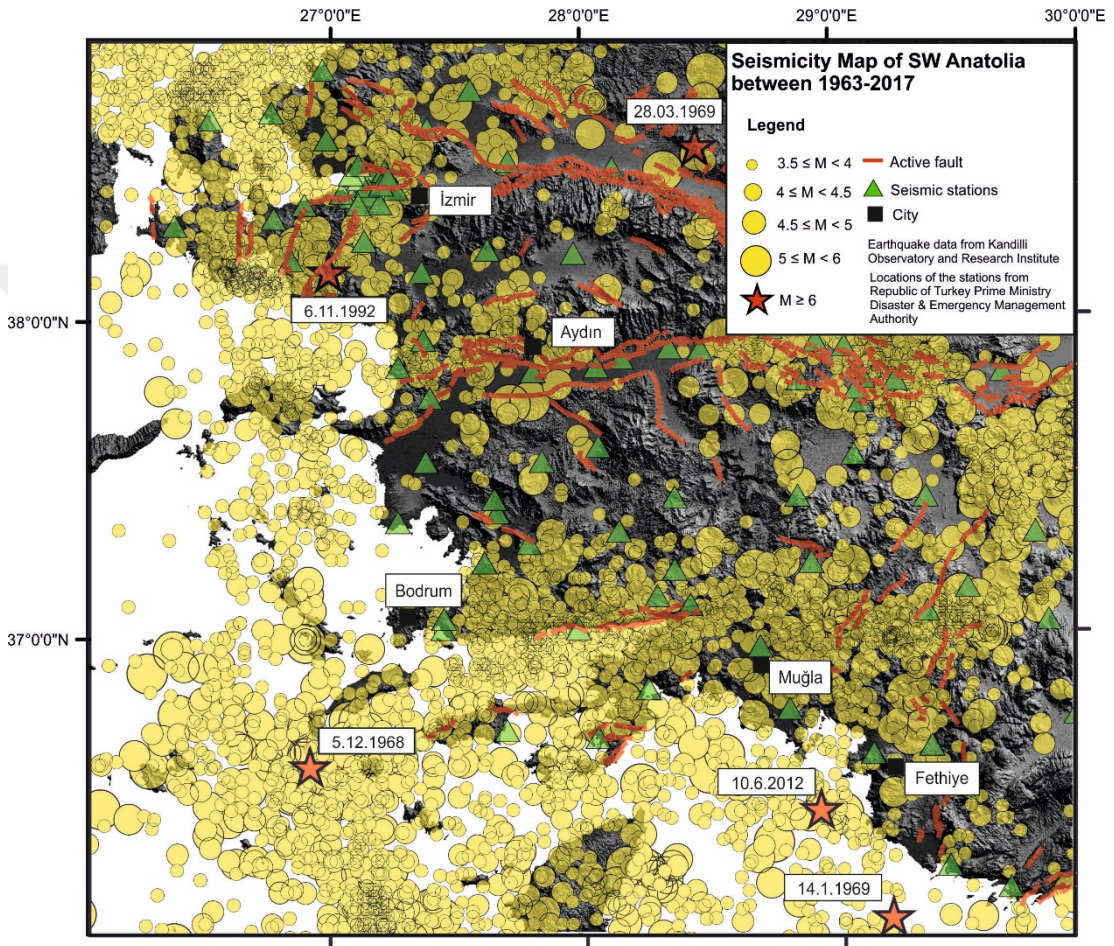 27°0'0"E
28°0'0"E
29°0'0"E
30°0'0"E
Seismicity Map of SW Anatolia
between 1963-2017
Legend
3.5 ≤ M < 4
Active fault
4 ≤ M < 4.5
Seismic stations
4.5 ≤ M < 5
City
5 ≤ M < 6
Earthquake data from Kandilli
Observatory and Research Institute
M ≥ 6
Locations of the stations from
Republic of Turkey Prime Ministry
Disaster & Emergency Management
Authority
28.03.1969
İzmir
6.11.1992
38°0'0"N
Aydın
Bodrum
37°0'0"N
Muğla
5.12.1968
10.6.2012
Fethiye
14.1.1969